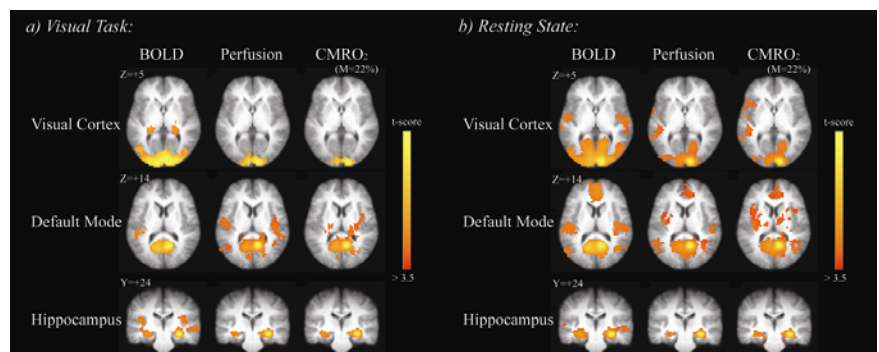 a) Visual Task:
BOLD Perfusion CMRO₂
(M=22%)
Z=+5
Visual Cortex
t-score
Z=+14
Default Mode
> 3.5
Y=+24
Hippocampus
b) Resting State:
BOLD Perfusion CMRO₂
(M=22%)
Z=+5
Visual Cortex
t-score
Z=+14
Default Mode
> 3.5
Y=+24
Hippocampus